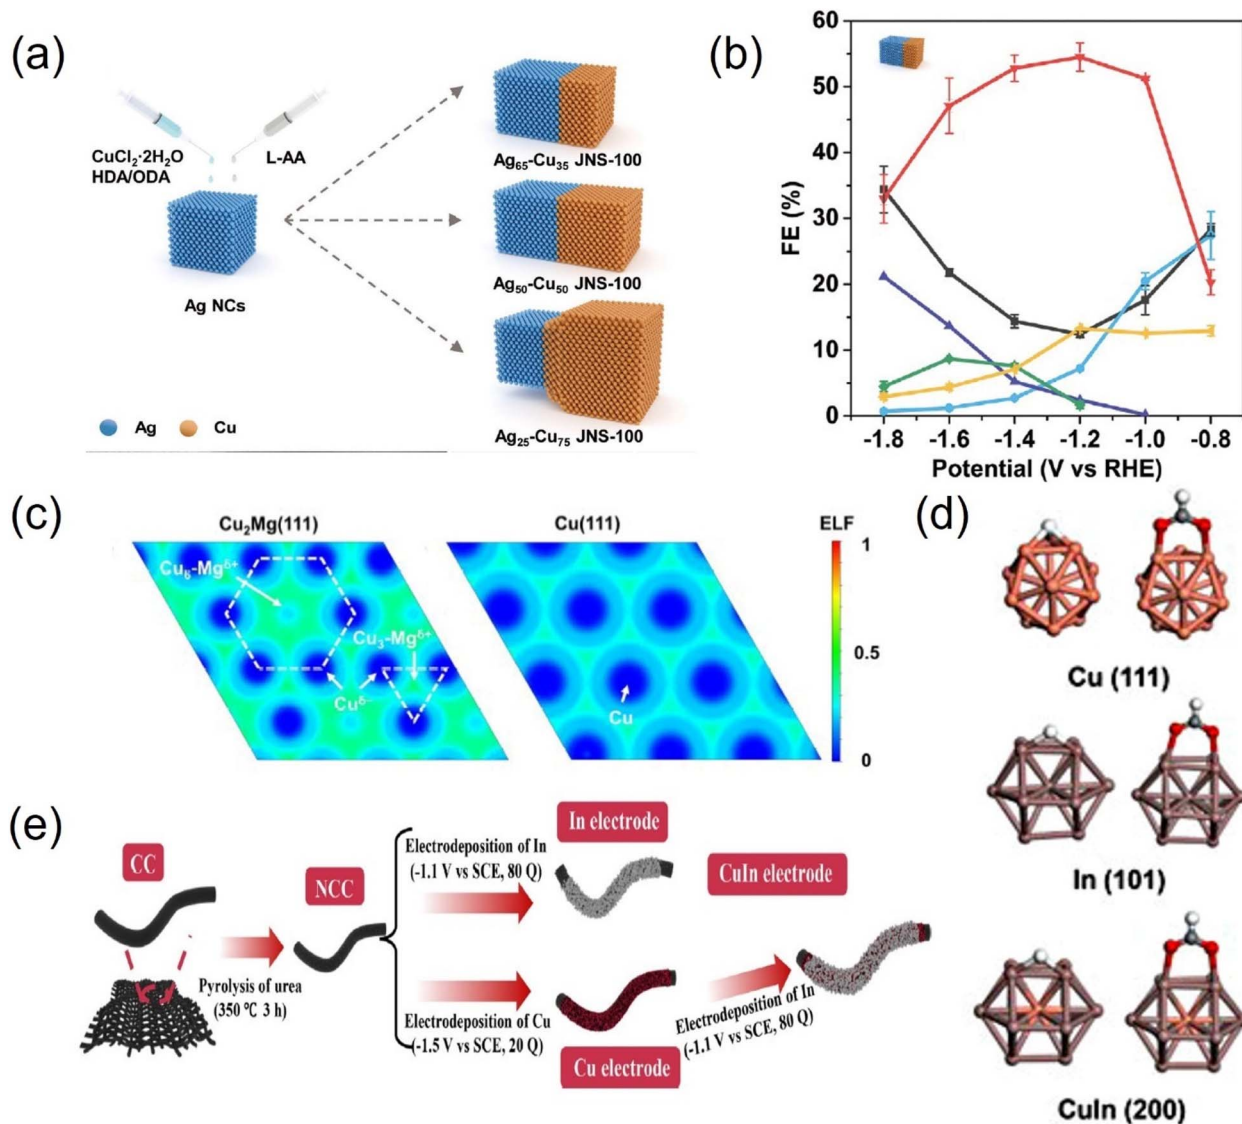 (a)
CuCl₂·2H₂O
HDA/ODA
L-AA
Ag NCs
Ag₆₅-Cu₃₅ JNS-100
Ag₅₀-Cu₅₀ JNS-100
Ag₂₅-Cu₇₅ JNS-100
Ag
Cu
(b)
FE (%)
60
50
40
30
20
10
0
-1.8 -1.6 -1.4 -1.2 -1.0 -0.8
Potential (V vs RHE)
(c)
Cu₂Mg(111)
Cu₆-Mg^δ+
Cu₃-Mg^δ+
Cu^δ-
Cu(111)
Cu
ELF
1
0.5
0
(d)
Cu (111)
In (101)
CuIn (200)
(e)
CC
Pyrolysis of urea
(350 ℃ 3 h)
NCC
Electrodeposition of In
(-1.1 V vs SCE, 80 Q)
In electrode
Electrodeposition of Cu
(-1.5 V vs SCE, 20 Q)
Cu electrode
Electrodeposition of In
(-1.1 V vs SCE, 80 Q)
CuIn electrode